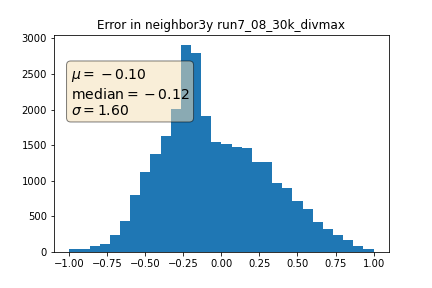 Error in neighbor3y run7_08_30k_divmax
3000
2500
2000
1500
1000
500
0
μ = −0.10
median = −0.12
σ = 1.60
−1.00 −0.75 −0.50 −0.25 0.00 0.25 0.50 0.75 1.00